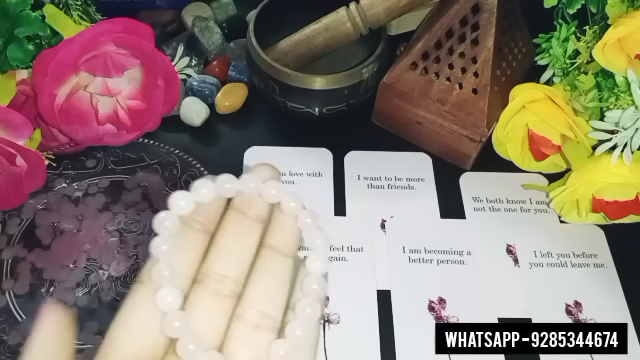 u love with
you.
I want to be more
than friends.
We both know I am
not the one for you.
feel that
gain.
I am becoming a
better person.
I left you before
you could leave me.
WHATSAPP-9285344674